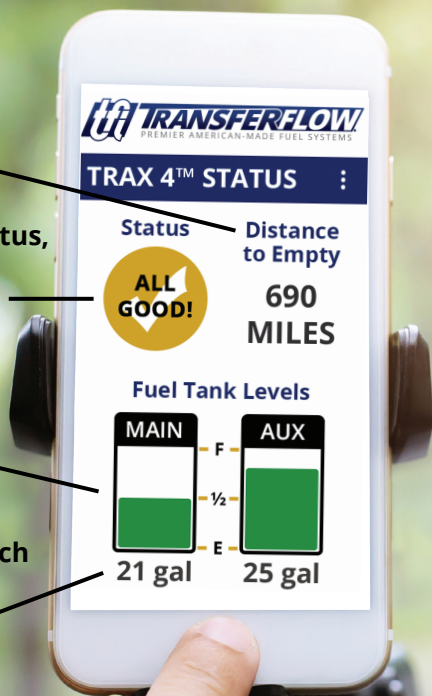 tfi TRANSFERFLOW
PREMIER AMERICAN-MADE FUEL SYSTEMS
TRAX 4™ STATUS
tus,
Status
Distance
to Empty
ALL
GOOD!
690
MILES
Fuel Tank Levels
MAIN
AUX
F
½
E
ch
21 gal
25 gal